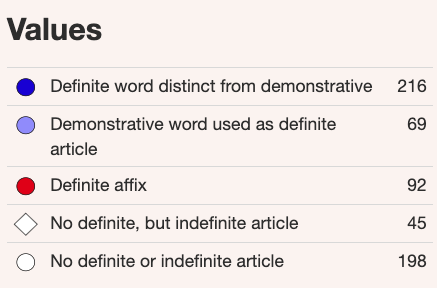 Values
Definite word distinct from demonstrative 216
Demonstrative word used as definite 69
article
Definite affix 92
No definite, but indefinite article 45
No definite or indefinite article 198